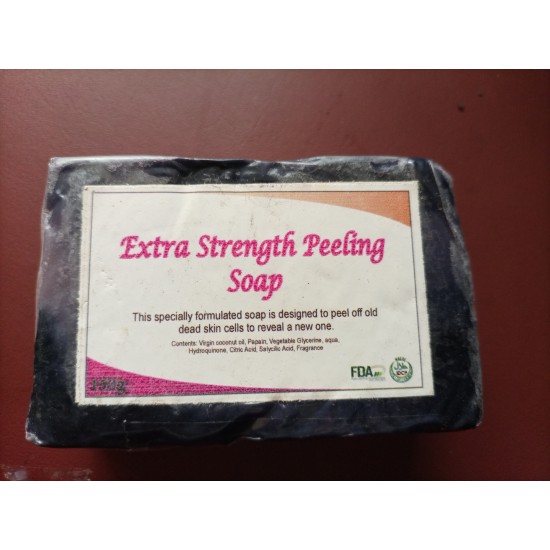 Extra Strength Peeling
Soap
This specially formulated soap is designed to peel off old
dead skin cells to reveal a new one.
Contents: Virgin coconut oil, Papain, Vegetable Glycerine, aqua,
Hydroquinone, Citric Acid, Salycilic Acid, Fragrance
FDA